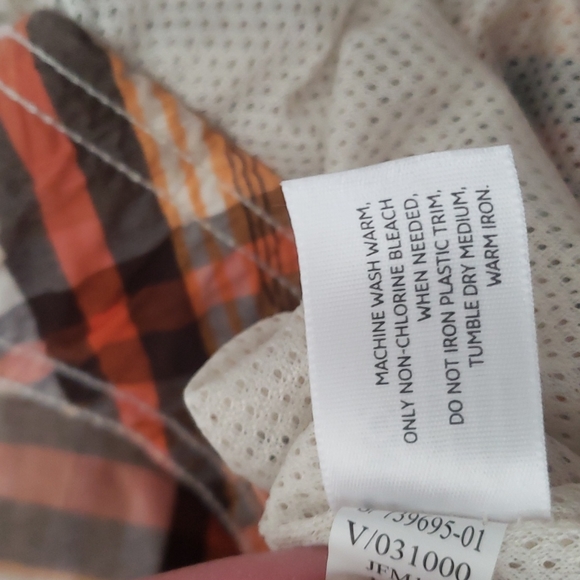 MACHINE WASH WARM,
ONLY NON-CHLORINE BLEACH
WHEN NEEDED,
DO NOT IRON PLASTIC TRIM,
TUMBLE DRY MEDIUM,
WARM IRON.
739695-01
V/031000